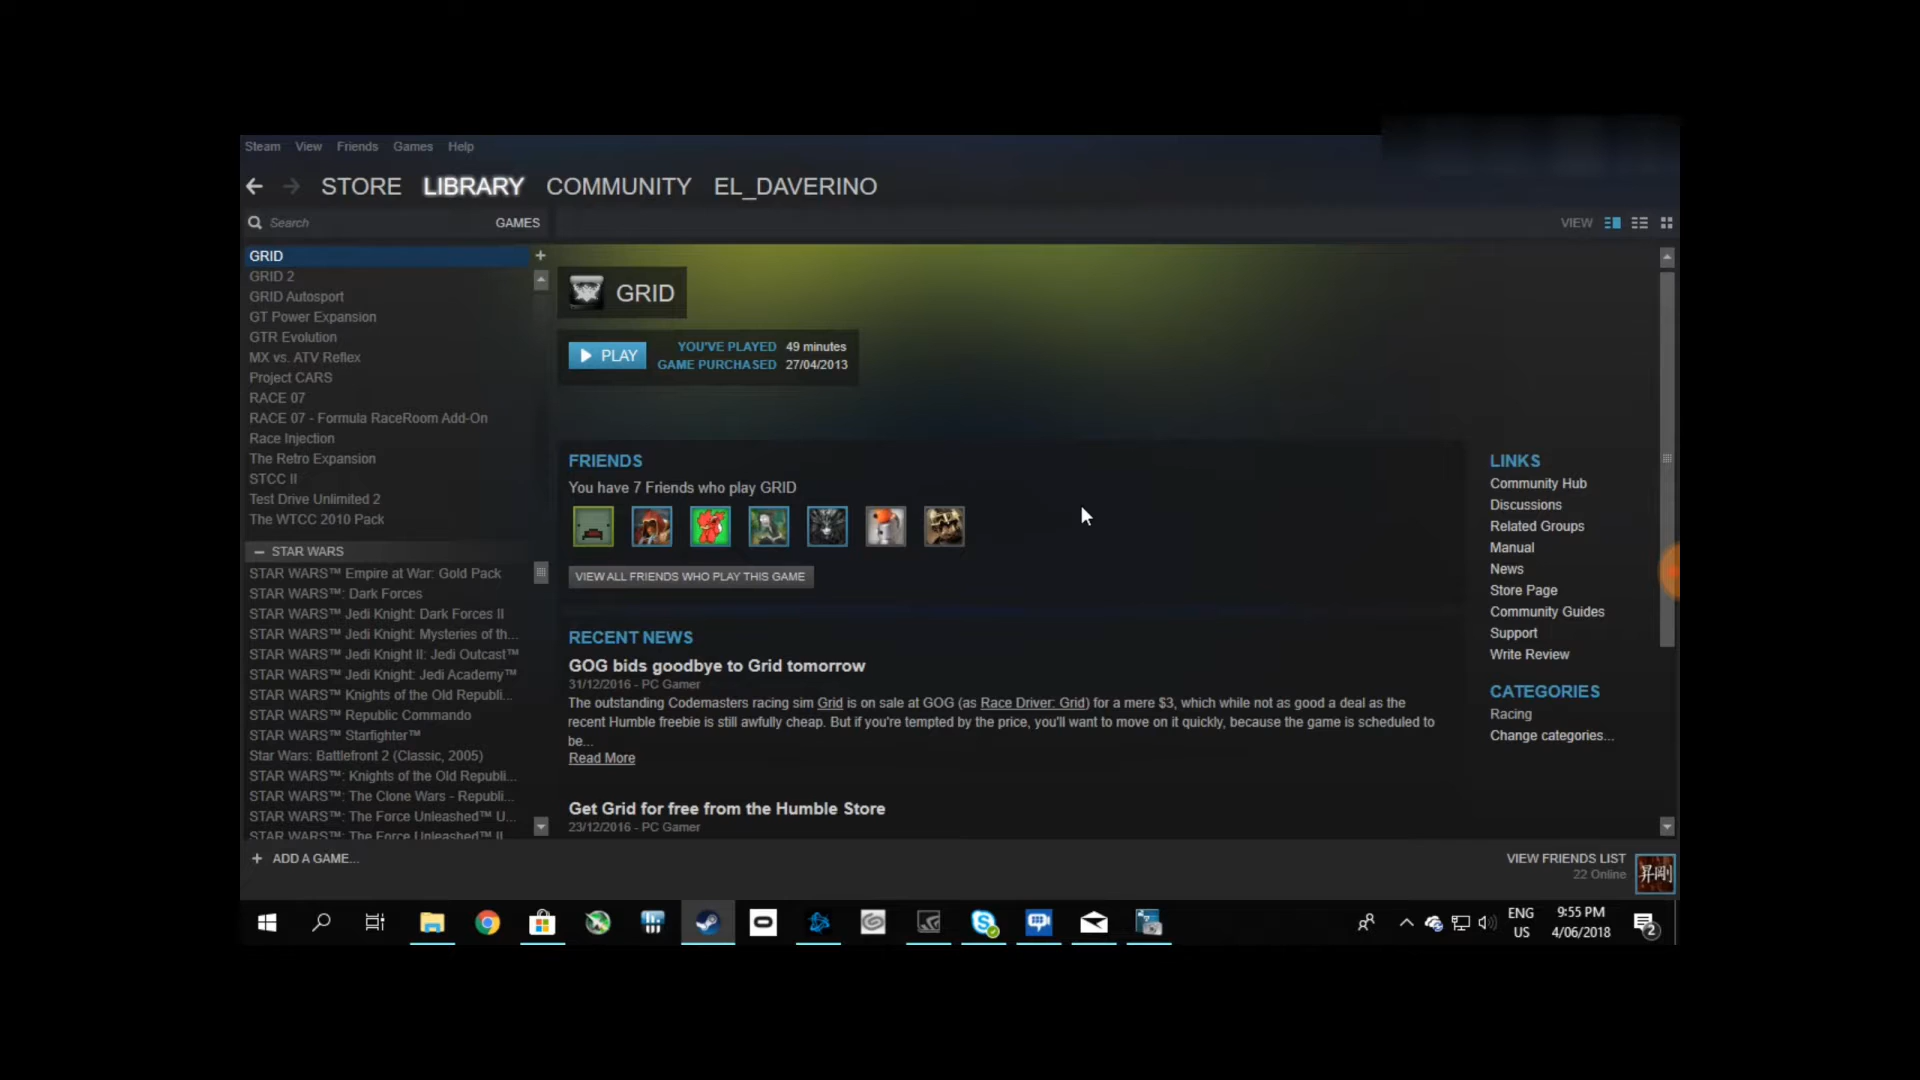 Steam View Friends Games Help
STORE LIBRARY COMMUNITY EL_DAVERINO
Search GAMES VIEW
GRID
GRID 2
GRID Autosport
GT Power Expansion
GTR Evolution
MX vs. ATV Reflex
Project CARS
RACE 07
RACE 07 - Formula RaceRoom Add-On
Race Injection
The Retro Expansion
STCC II
Test Drive Unlimited 2
The WTCC 2010 Pack
STAR WARS
STAR WARS™ Empire at War: Gold Pack
STAR WARS™: Dark Forces
STAR WARS™ Jedi Knight: Dark Forces II
STAR WARS™ Jedi Knight: Mysteries of th...
STAR WARS™ Jedi Knight II: Jedi Outcast™
STAR WARS™ Jedi Knight: Jedi Academy™
STAR WARS™ Knights of the Old Republi...
STAR WARS™ Republic Commando
STAR WARS™ Starfighter™
Star Wars: Battlefront 2 (Classic, 2005)
STAR WARS™: Knights of the Old Republi...
STAR WARS™: The Clone Wars - Republi...
STAR WARS™: The Force Unleashed™ U...
STAR WARS™: The Force Unleashed™ II
+ ADD A GAME...
GRID
PLAY
YOU'VE PLAYED 49 minutes
GAME PURCHASED 27/04/2013
FRIENDS
You have 7 Friends who play GRID
VIEW ALL FRIENDS WHO PLAY THIS GAME
RECENT NEWS
GOG bids goodbye to Grid tomorrow
31/12/2016 - PC Gamer
The outstanding Codemasters racing sim Grid is on sale at GOG (as Race Driver: Grid) for a mere $3, which while not as good a deal as the
recent Humble freebie is still awfully cheap. But if you're tempted by the price, you'll want to move on it quickly, because the game is scheduled to
be...
Read More
Get Grid for free from the Humble Store
23/12/2016 - PC Gamer
LINKS
Community Hub
Discussions
Related Groups
Manual
News
Store Page
Community Guides
Support
Write Review
CATEGORIES
Racing
Change categories...
VIEW FRIENDS LIST
22 Online
昇剛
ENG
US
9:55 PM
4/06/2018
2